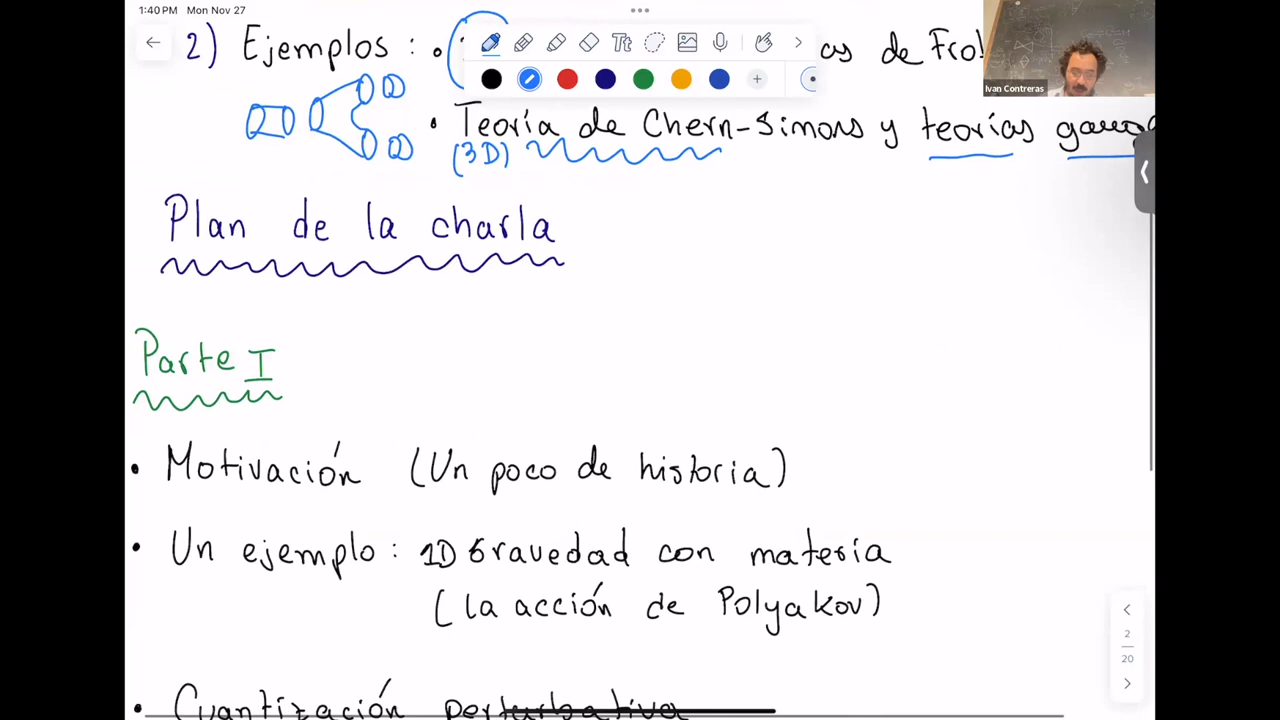 1:40 PM Mon Nov 27
2) Ejemplos :
Tt
as de Fro
Ivan Contreras
• Teoría de Chern-Simons y teorías
(3D)
Plan de la charla
Parte I
• Motivación (Un poco de historia)
• Un ejemplo : 1D Gravedad con materia
(la acción de Polyakov)
2
20
• Cuantización perturbativa